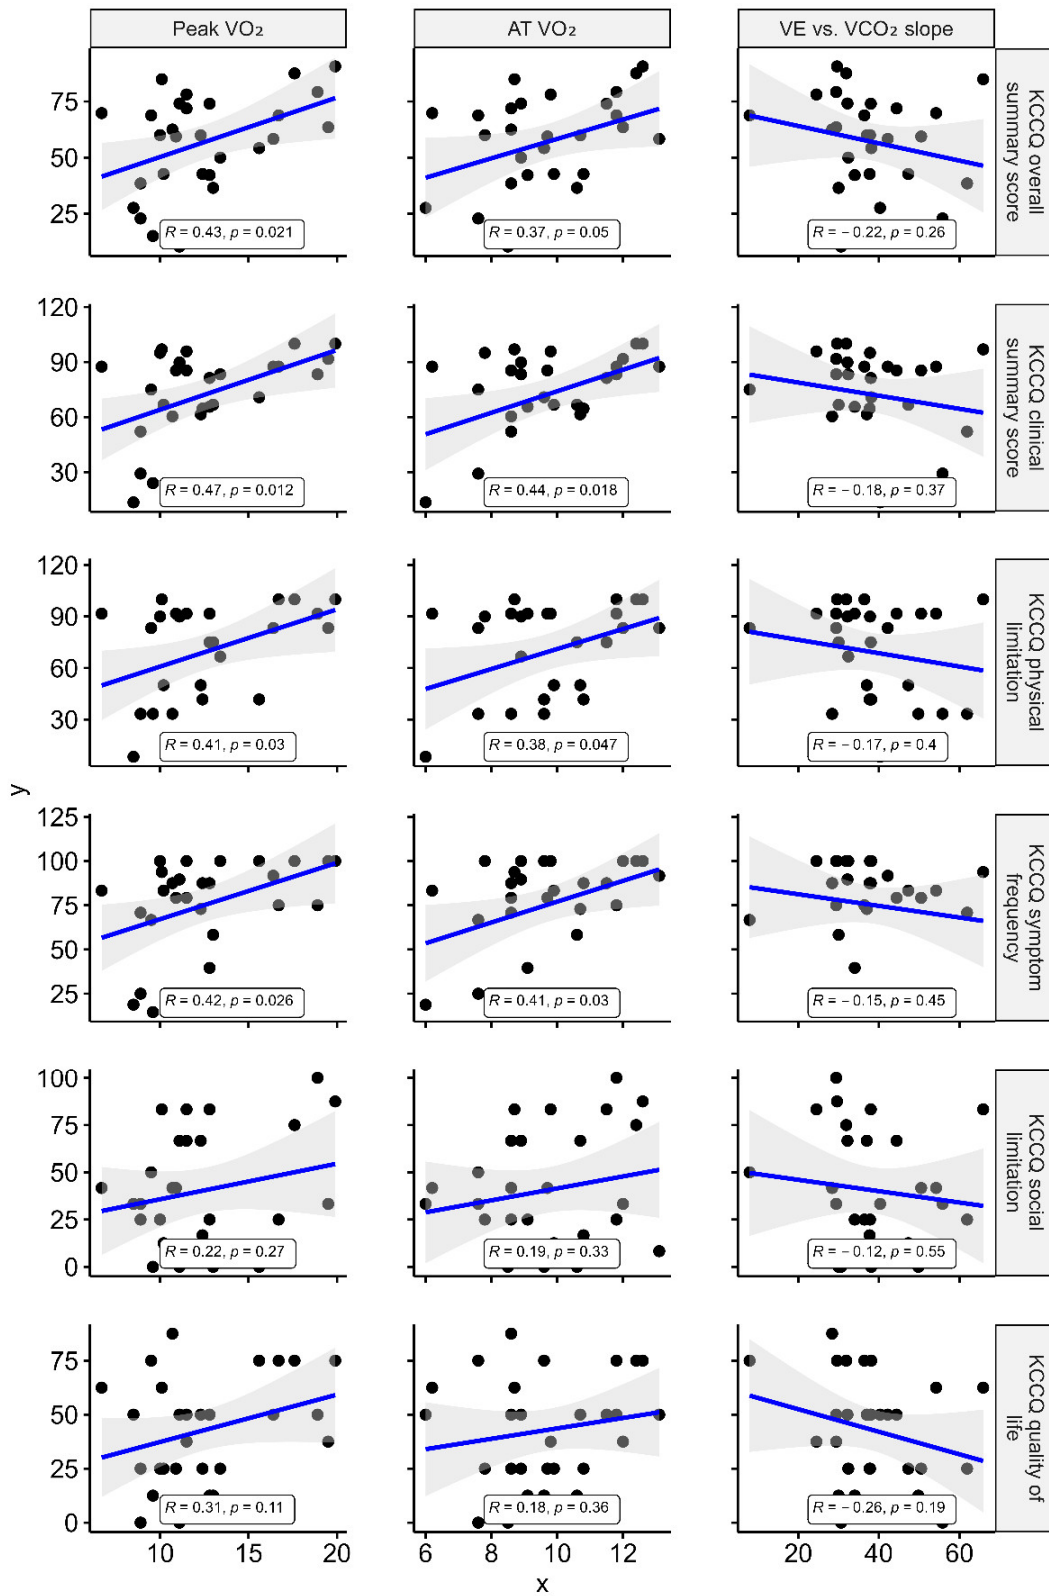 Peak VO₂
AT VO₂
VE vs. VCO₂ slope
75
50
25
R = 0.43, p = 0.021
R = 0.37, p = 0.05
R = −0.22, p = 0.26
KCCQ overall
summary score
120
90
60
30
R = 0.47, p = 0.012
R = 0.44, p = 0.018
R = −0.18, p = 0.37
KCCQ clinical
summary score
120
90
60
30
R = 0.41, p = 0.03
R = 0.38, p = 0.047
R = −0.17, p = 0.4
KCCQ physical
limitation
y
125
100
75
50
25
R = 0.42, p = 0.026
R = 0.41, p = 0.03
R = −0.15, p = 0.45
KCCQ symptom
frequency
100
75
50
25
0
R = 0.22, p = 0.27
R = 0.19, p = 0.33
R = −0.12, p = 0.55
KCCQ social
limitation
75
50
25
0
R = 0.31, p = 0.11
R = 0.18, p = 0.36
R = −0.26, p = 0.19
KCCQ quality of
life
10 15 20
6 8 10 12
20 40 60
x